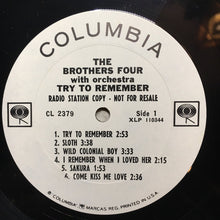 COLUMBIA
THE
BROTHERS FOUR
with orchestra
TRY TO REMEMBER
RADIO STATION COPY - NOT FOR RESALE
CL 2379
Side 1
XLP 110344
1. TRY TO REMEMBER 2:53
2. SLOTH 3:38
3. WILD COLONIAL BOY 3:00
4. I REMEMBER WHEN I LOVED HER 2:05
5. SAKURA 1:53
6. COME KISS ME LOVE 2:36
® "COLUMBIA", MARCAS REG. PRINTED IN U.S.A.